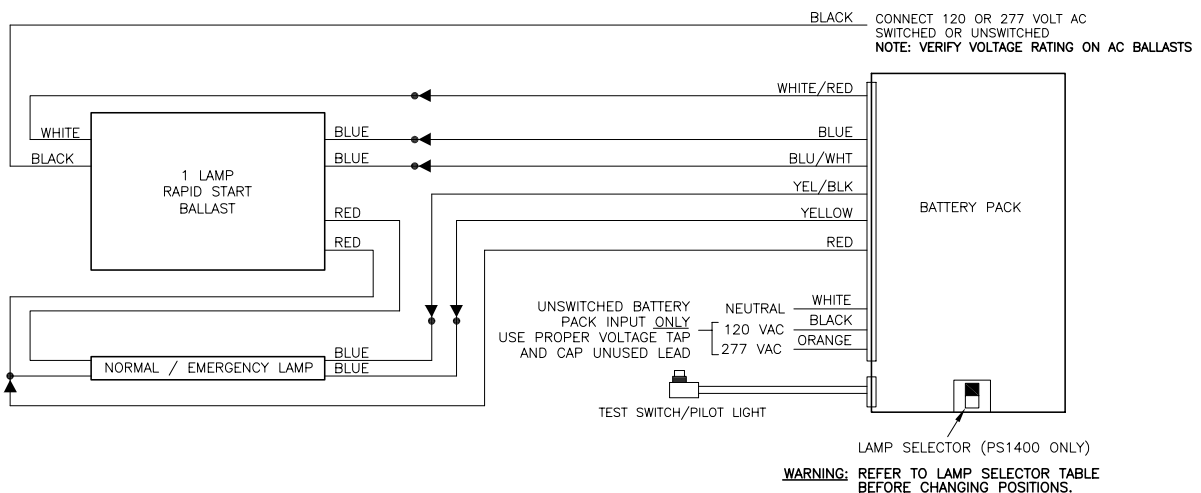 BLACK
CONNECT 120 OR 277 VOLT AC
SWITCHED OR UNSWITCHED
NOTE: VERIFY VOLTAGE RATING ON AC BALLASTS
WHITE/RED
WHITE
BLUE
BLUE
BLACK
BLUE
BLU/WHT
1 LAMP
RAPID START
BALLAST
YEL/BLK
BATTERY PACK
RED
YELLOW
RED
RED
UNSWITCHED BATTERY
PACK INPUT ONLY
USE PROPER VOLTAGE TAP
AND CAP UNUSED LEAD
NEUTRAL
WHITE
120 VAC
BLACK
277 VAC
ORANGE
BLUE
NORMAL / EMERGENCY LAMP
BLUE
TEST SWITCH/PILOT LIGHT
LAMP SELECTOR (PS1400 ONLY)
WARNING: REFER TO LAMP SELECTOR TABLE
BEFORE CHANGING POSITIONS.